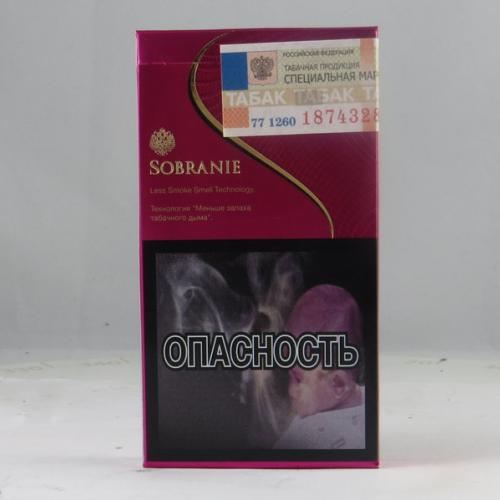 РОССИЙСКАЯ ФЕДЕРАЦИЯ
ТАБАЧНАЯ ПРОДУКЦИЯ
СПЕЦИАЛЬНАЯ МАР
ТАБАК ТАБАК ТА
77 1260 1874328
SOBRANIE
Less Smoke Smell Technology.
Технология "Меньше запаха
табачного дыма".
ОПАСНОСТЬ